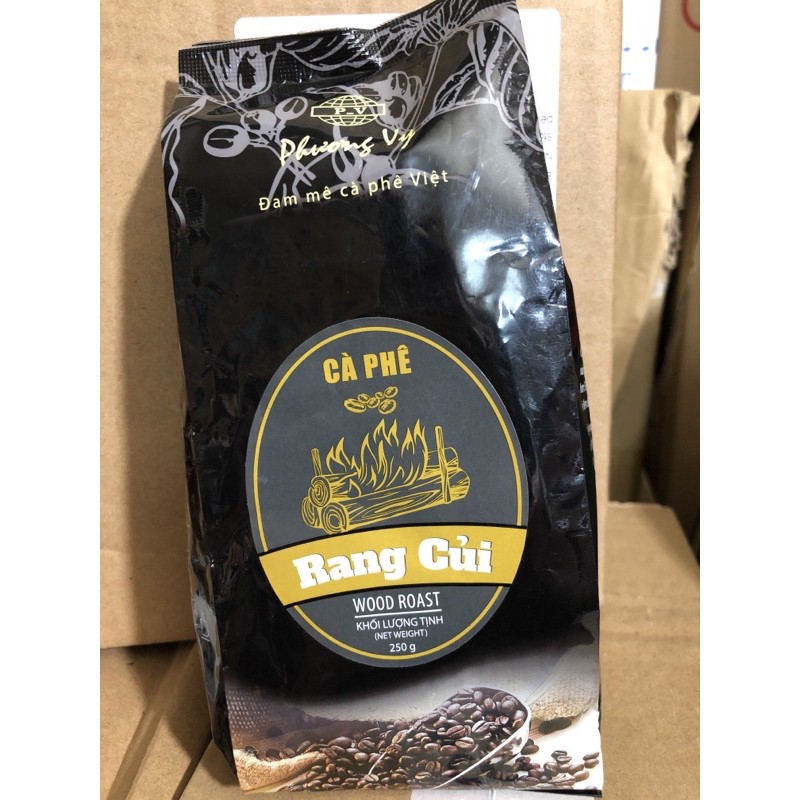 P.V
Phương Vy
Đam mê cà phê Việt
CÀ PHÊ
Rang Củi
WOOD ROAST
KHỐI LƯỢNG TỊNH
(NET WEIGHT)
250 g